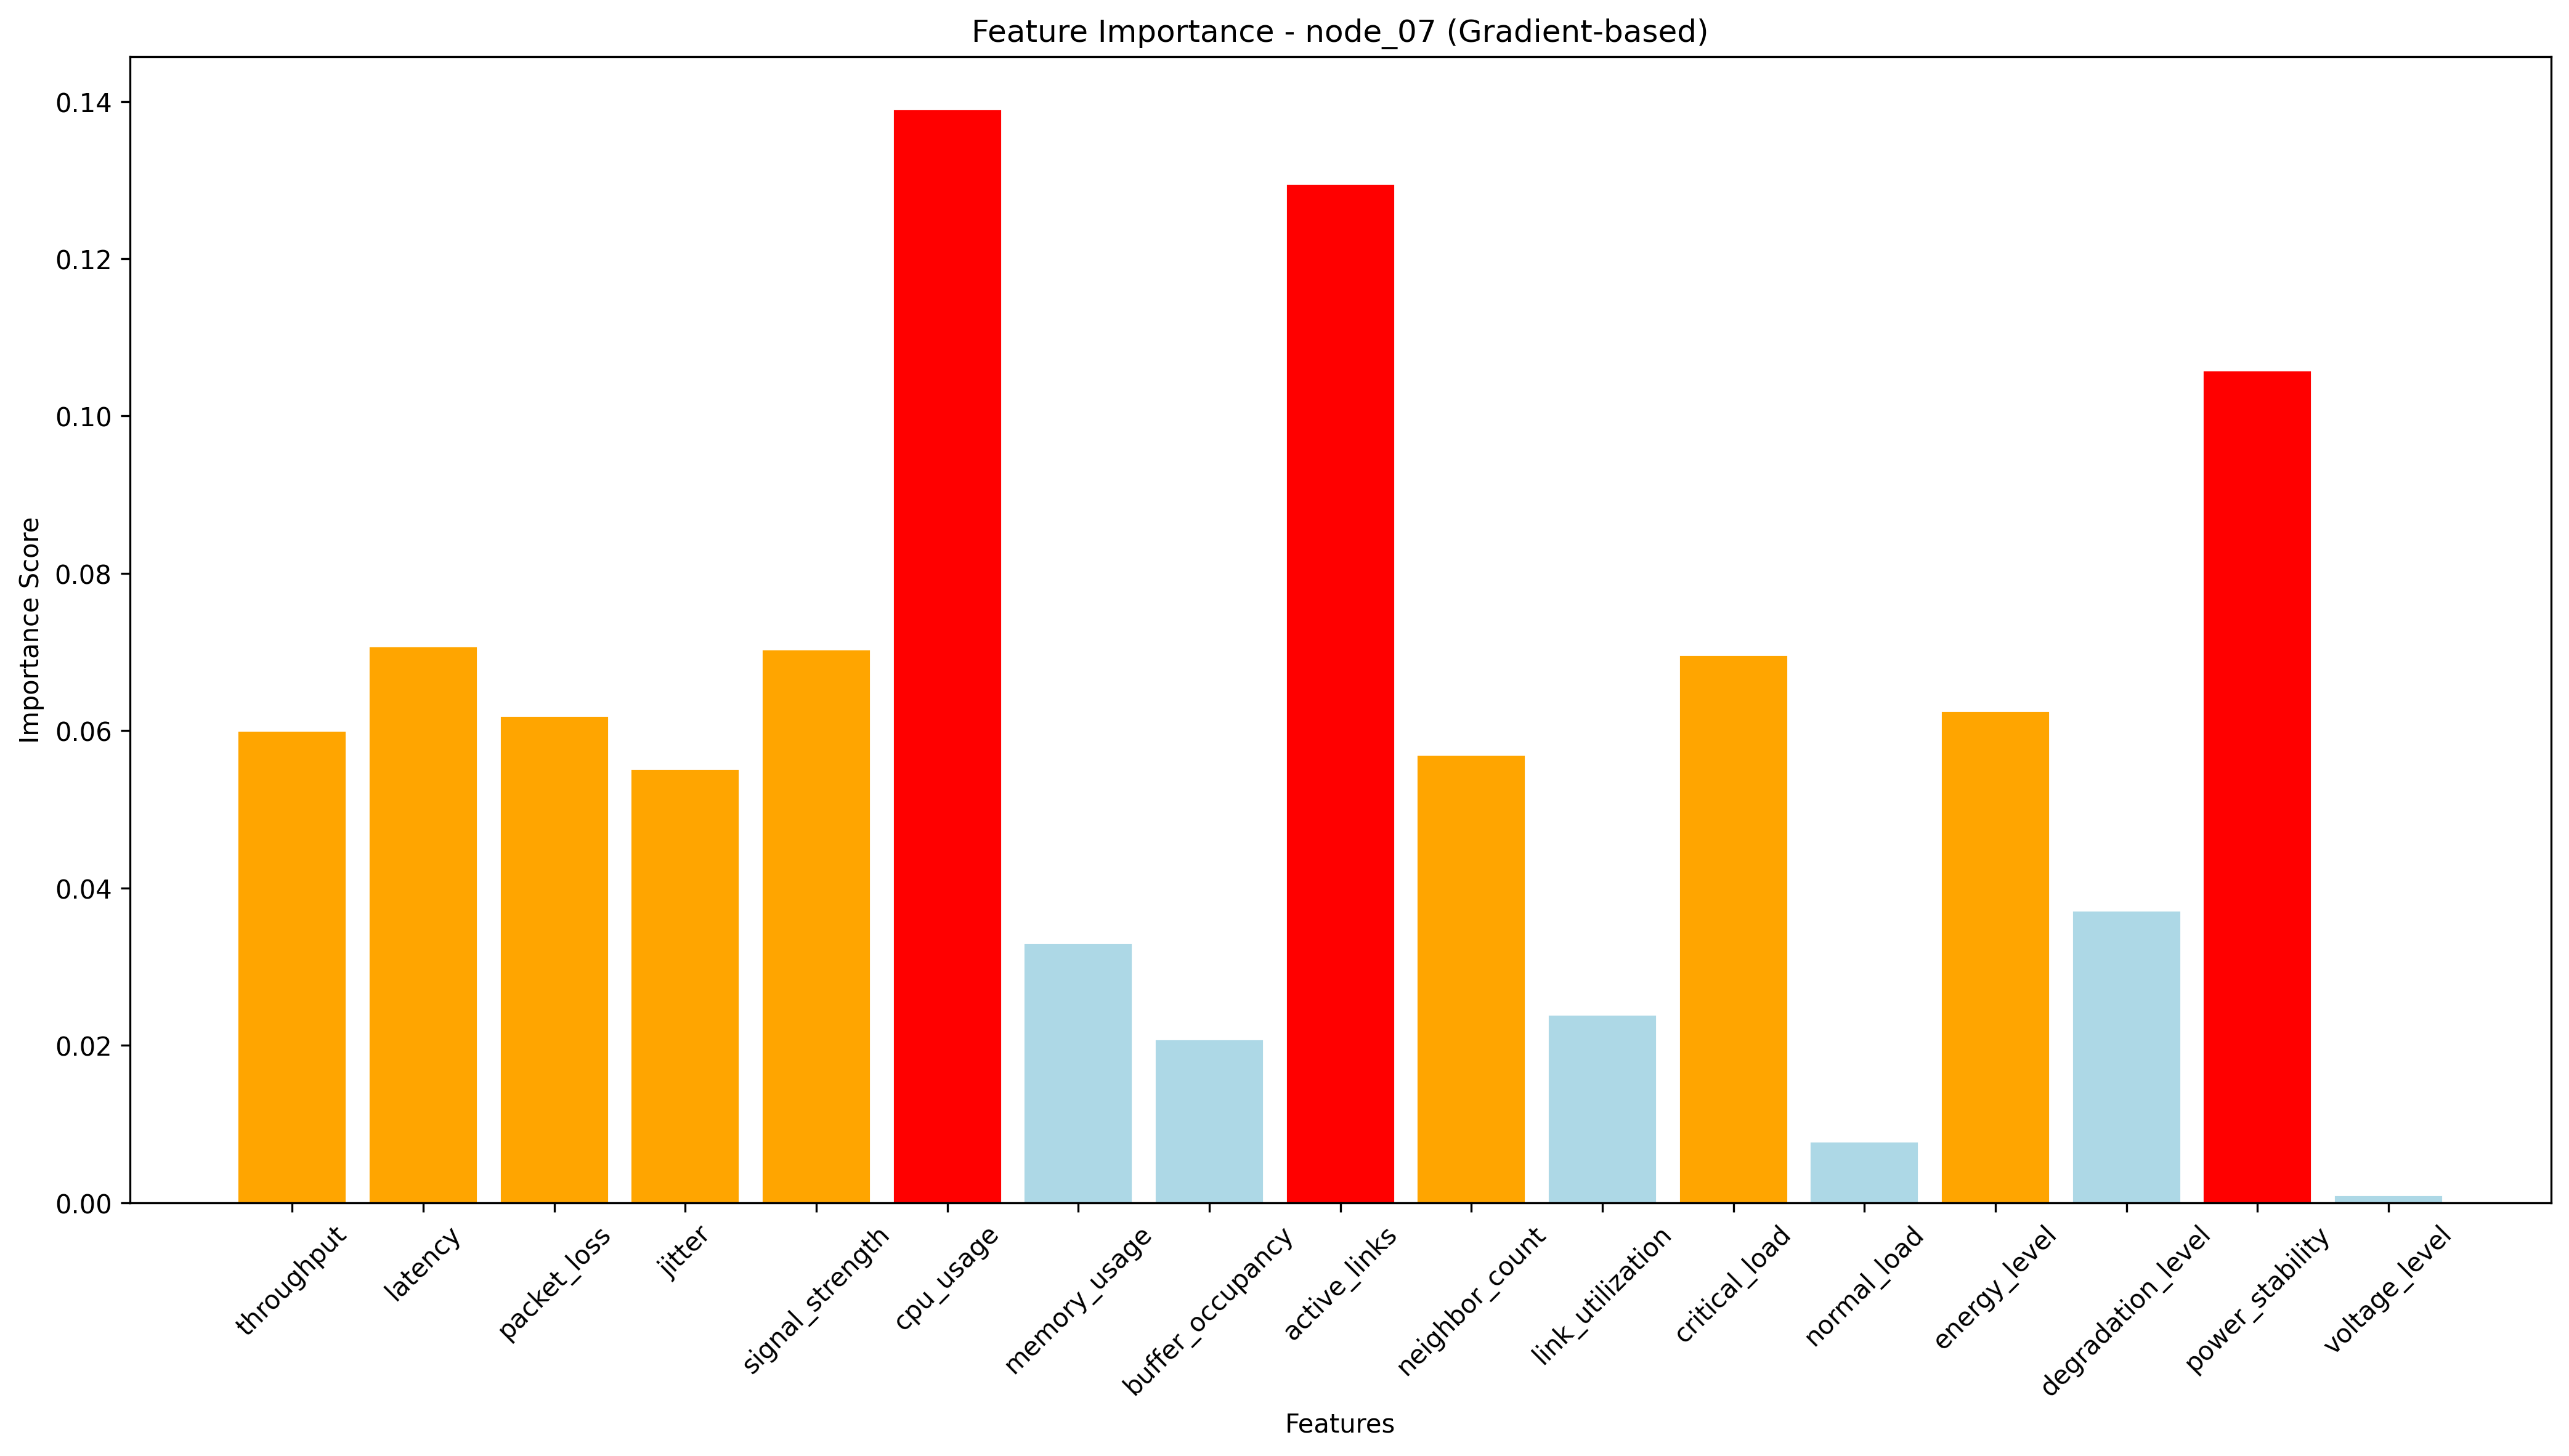 Feature Importance - node_07 (Gradient-based)
Importance Score
0.14
0.12
0.10
0.08
0.06
0.04
0.02
0.00
throughput
latency
packet_loss
jitter
signal_strength
cpu_usage
memory_usage
buffer_occupancy
active_links
neighbor_count
link_utilization
critical_load
normal_load
energy_level
degradation_level
power_stability
voltage_level
Features